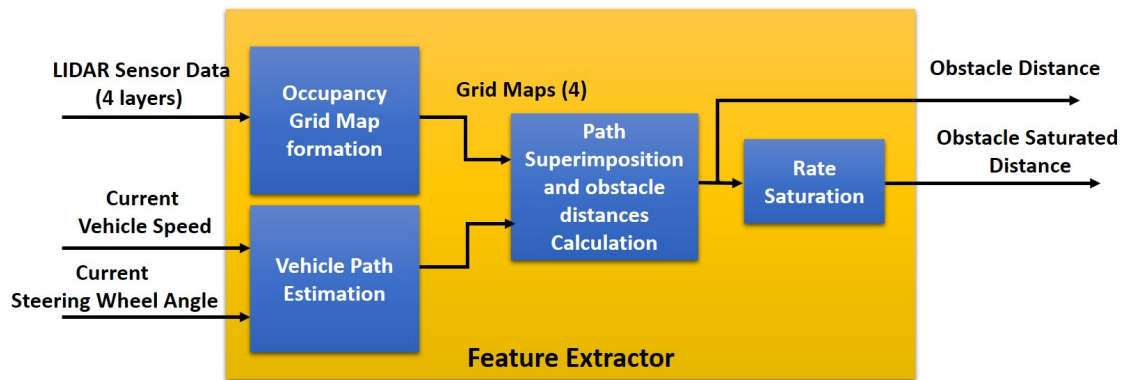 LIDAR Sensor Data
(4 layers)
Occupancy
Grid Map
formation
Grid Maps (4)
Path
Superimposition
and obstacle
distances
Calculation
Obstacle Distance
Obstacle Saturated
Distance
Rate
Saturation
Current
Vehicle Speed
Current
Steering Wheel Angle
Vehicle Path
Estimation
Feature Extractor